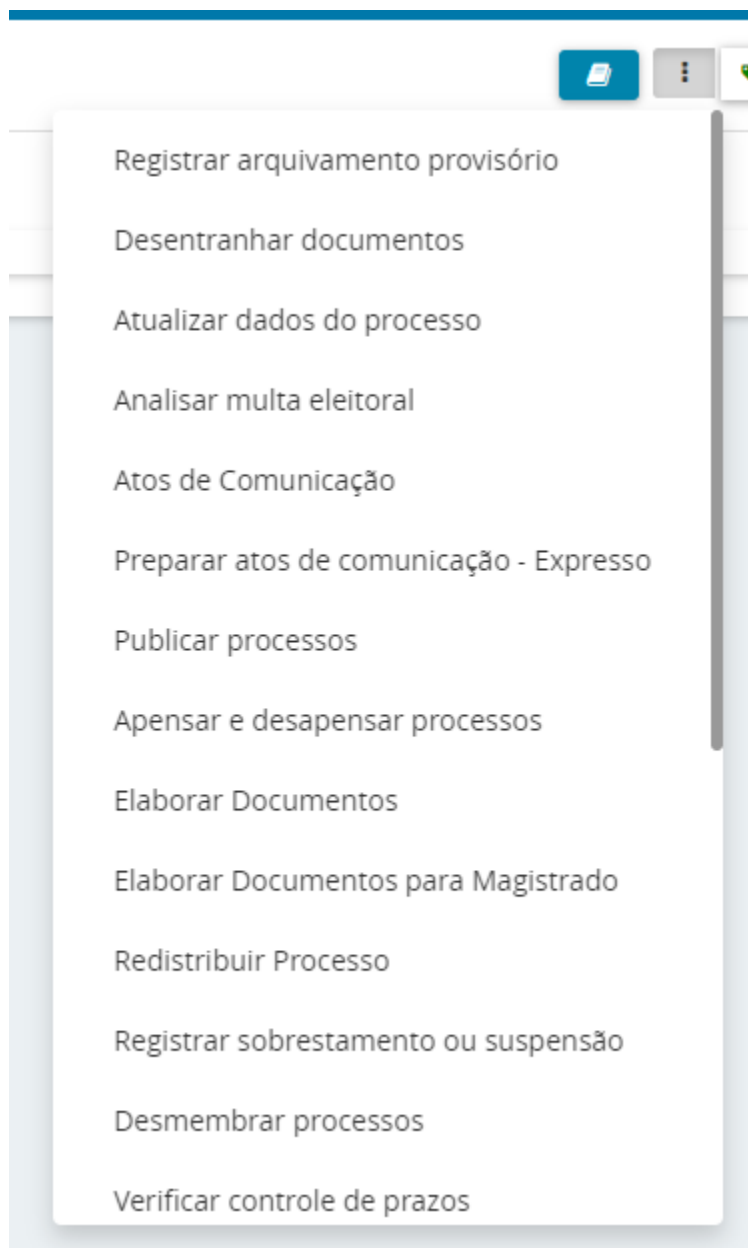 Registrar arquivamento provisório
Desentranhar documentos
Atualizar dados do processo
Analisar multa eleitoral
Atos de Comunicação
Preparar atos de comunicação - Expresso
Publicar processos
Apensar e desapensar processos
Elaborar Documentos
Elaborar Documentos para Magistrado
Redistribuir Processo
Registrar sobrestamento ou suspensão
Desmembrar processos
Verificar controle de prazos